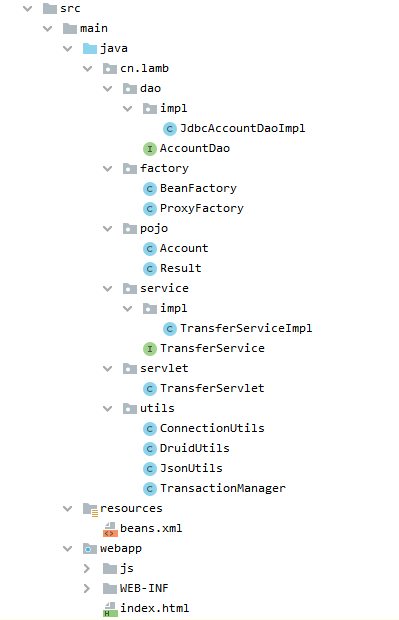 src
main
java
cn.lamb
dao
impl
C JdbcAccountDaoImpl
I AccountDao
factory
C BeanFactory
C ProxyFactory
pojo
C Account
C Result
service
impl
C TransferServiceImpl
I TransferService
servlet
C TransferServlet
utils
C ConnectionUtils
C DruidUtils
C JsonUtils
C TransactionManager
resources
<> beans.xml
webapp
js
WEB-INF
H index.html